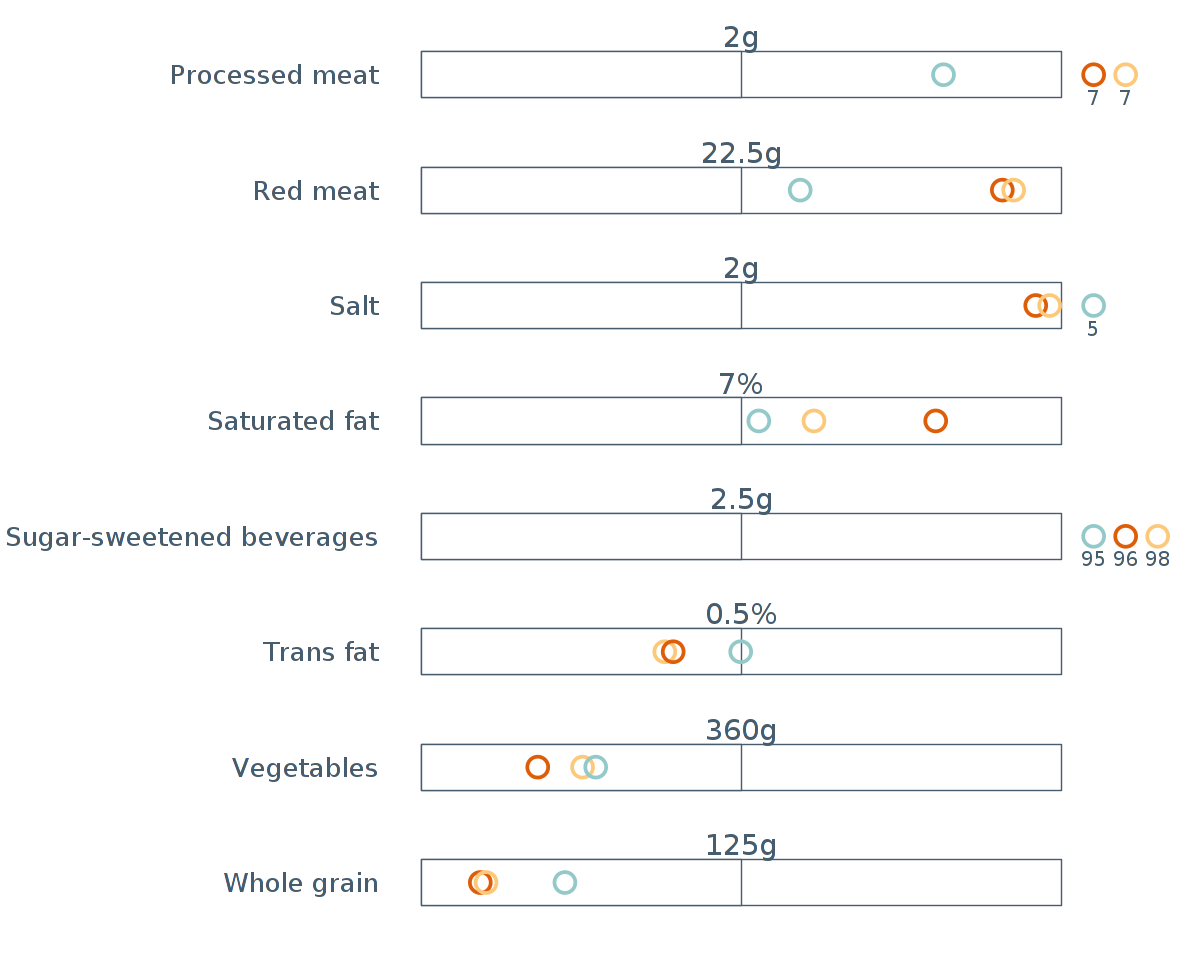 2g
Processed meat
7 7
22.5g
Red meat
2g
Salt
5
7%
Saturated fat
2.5g
Sugar-sweetened beverages
95 96 98
0.5%
Trans fat
360g
Vegetables
125g
Whole grain